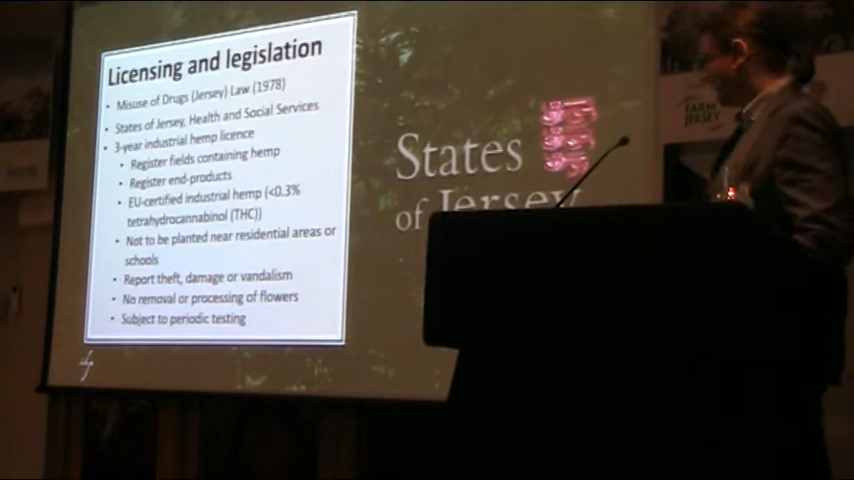 Licensing and legislation
• Misuse of Drugs (Jersey) Law (1978)
• States of Jersey, Health and Social Services
• 3-year industrial hemp licence
• Register fields containing hemp
• Register end-products
• EU-certified industrial hemp (<0.3%
tetrahydrocannabinol (THC))
• Not to be planted near residential areas or
schools
• Report theft, damage or vandalism
• No removal or processing of flowers
• Subject to periodic testing
States
of Jersey
FARM
JERSEY